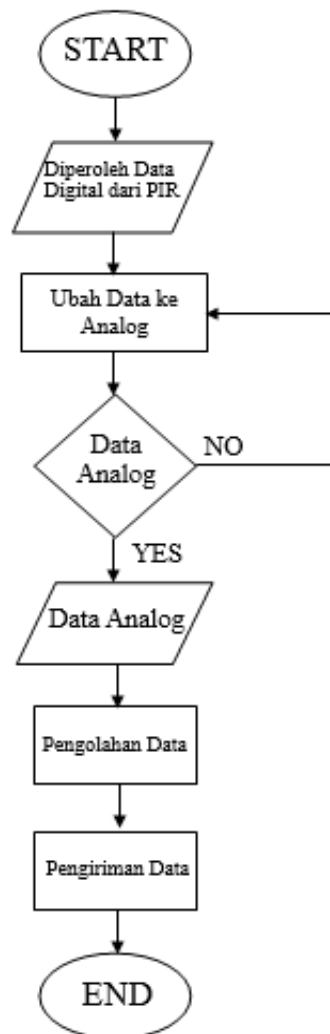 START
Diperoleh Data
Digital dari PIR
Ubah Data ke
Analog
Data
Analog
NO
YES
Data Analog
Pengolahan Data
Pengiriman Data
END